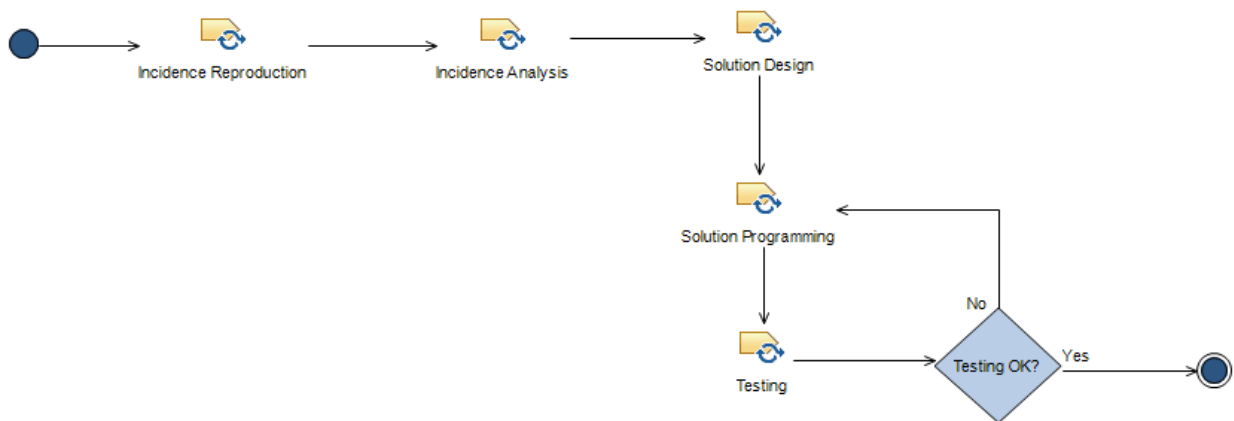 Incidence Reproduction
Incidence Analysis
Solution Design
Solution Programming
No
Testing OK?
Yes
Testing